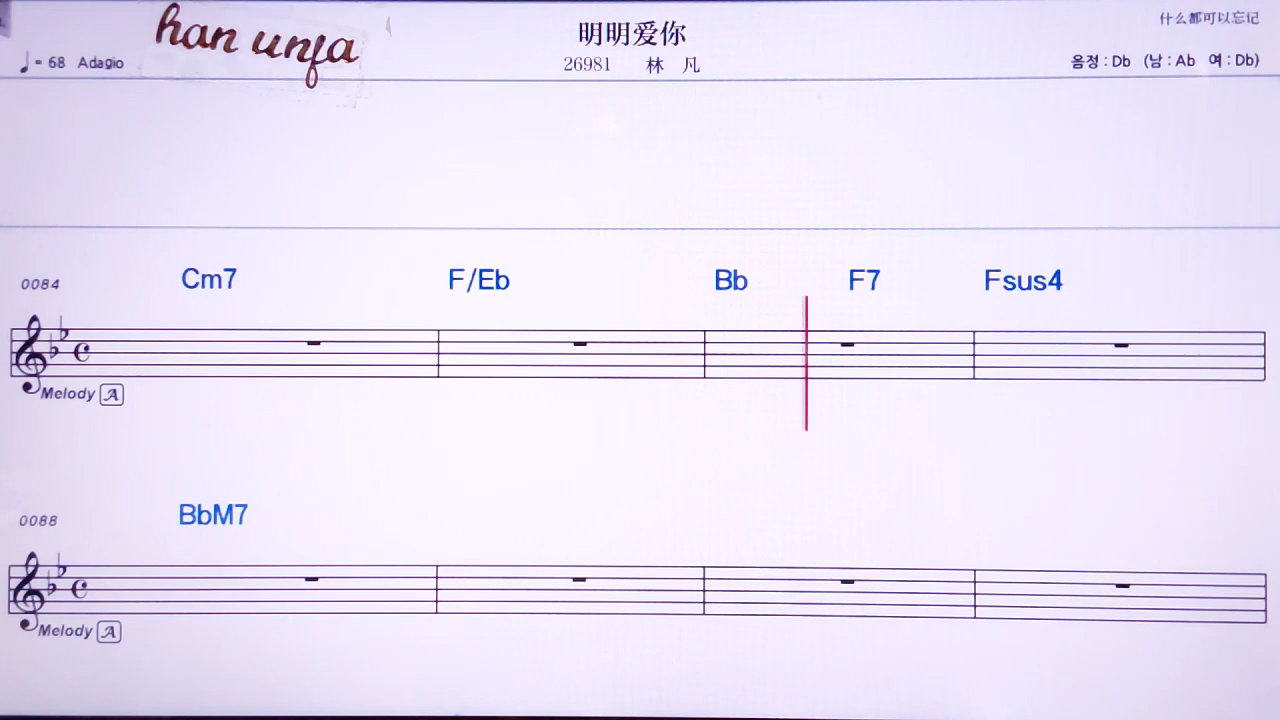 han unfa
明明爱你
什么都可以忘记
♩= 68 Adagio
26981 林 凡
음정 : Db (남 : Ab 여 : Db)
0084 Cm7 F/Eb Bb F7 Fsus4
Melody A
0088 BbM7
Melody A